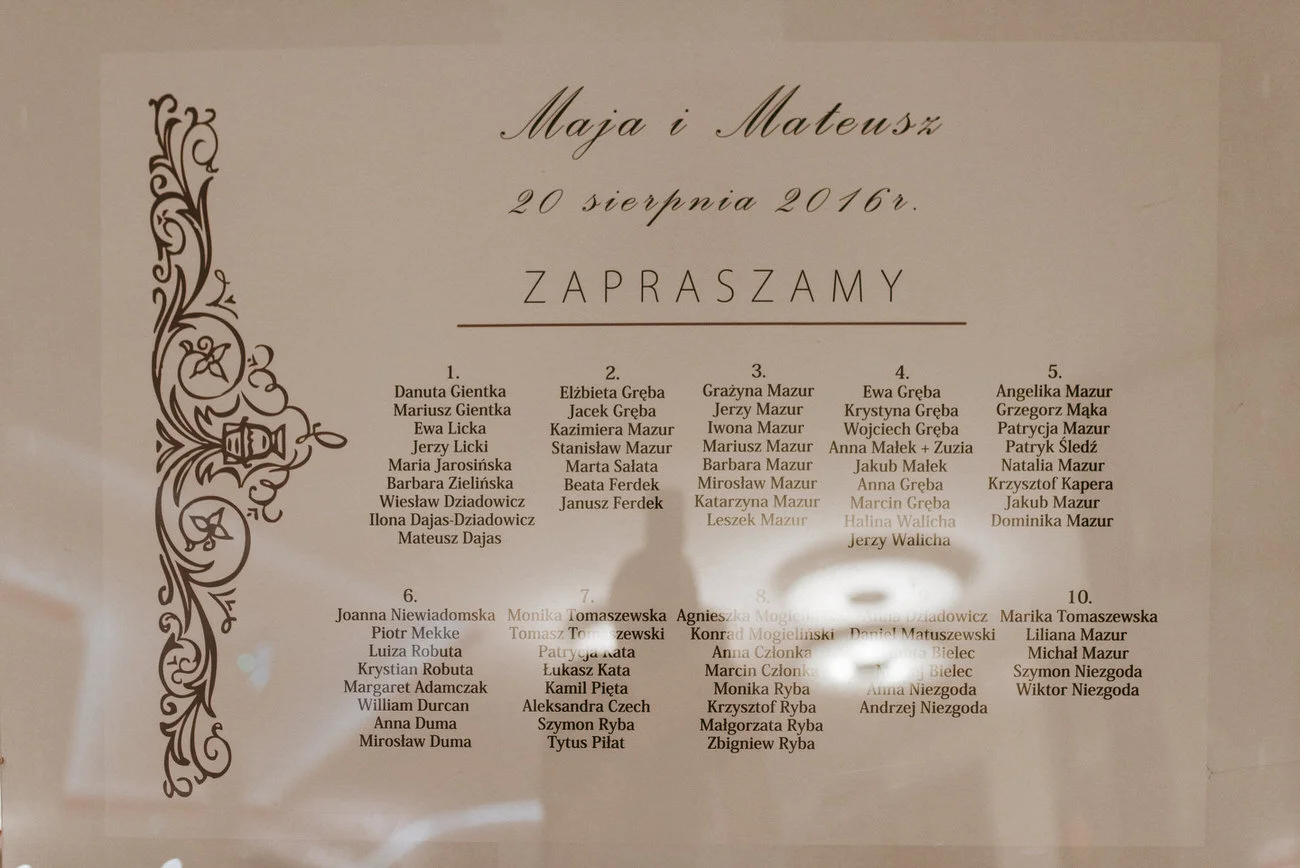 Maja i Mateusz
20 sierpnia 2016r.
ZAPRASZAMY
1.
Danuta Gientka
Mariusz Gientka
Ewa Licka
Jerzy Licki
Maria Jarosińska
Barbara Zielińska
Wiesław Dziadowicz
Ilona Dajas-Dziadowicz
Mateusz Dajas
2.
Elżbieta Gręba
Jacek Gręba
Kazimiera Mazur
Stanisław Mazur
Marta Sałata
Beata Ferdek
Janusz Ferdek
3.
Grażyna Mazur
Jerzy Mazur
Iwona Mazur
Mariusz Mazur
Barbara Mazur
Mirosław Mazur
Katarzyna Mazur
Leszek Mazur
4.
Ewa Gręba
Krystyna Gręba
Wojciech Gręba
Anna Małek + Zuzia
Jakub Małek
Anna Gręba
Marcin Gręba
Halina Walicha
Jerzy Walicha
5.
Angelika Mazur
Grzegorz Mąka
Patrycja Mazur
Patryk Śledź
Natalia Mazur
Krzysztof Kapera
Jakub Mazur
Dominika Mazur
6.
Joanna Niewiadomska
Piotr Mekke
Luiza Robuta
Krystian Robuta
Margaret Adamczak
William Durcan
Anna Duma
Mirosław Duma
7.
Monika Tomaszewska
Tomasz Tomaszewski
Patrycja Kata
Łukasz Kata
Kamil Pięta
Aleksandra Czech
Szymon Ryba
Tytus Piłat
8.
Agnieszka
Konrad Mogieliński
Anna Członka
Marcin Członka
Monika Ryba
Krzysztof Ryba
Małgorzata Ryba
Zbigniew Ryba
Dziadowicz
Daniel Matuszewski
Bielec
Bielec
Anna Niezgoda
Andrzej Niezgoda
10.
Marika Tomaszewska
Liliana Mazur
Michał Mazur
Szymon Niezgoda
Wiktor Niezgoda